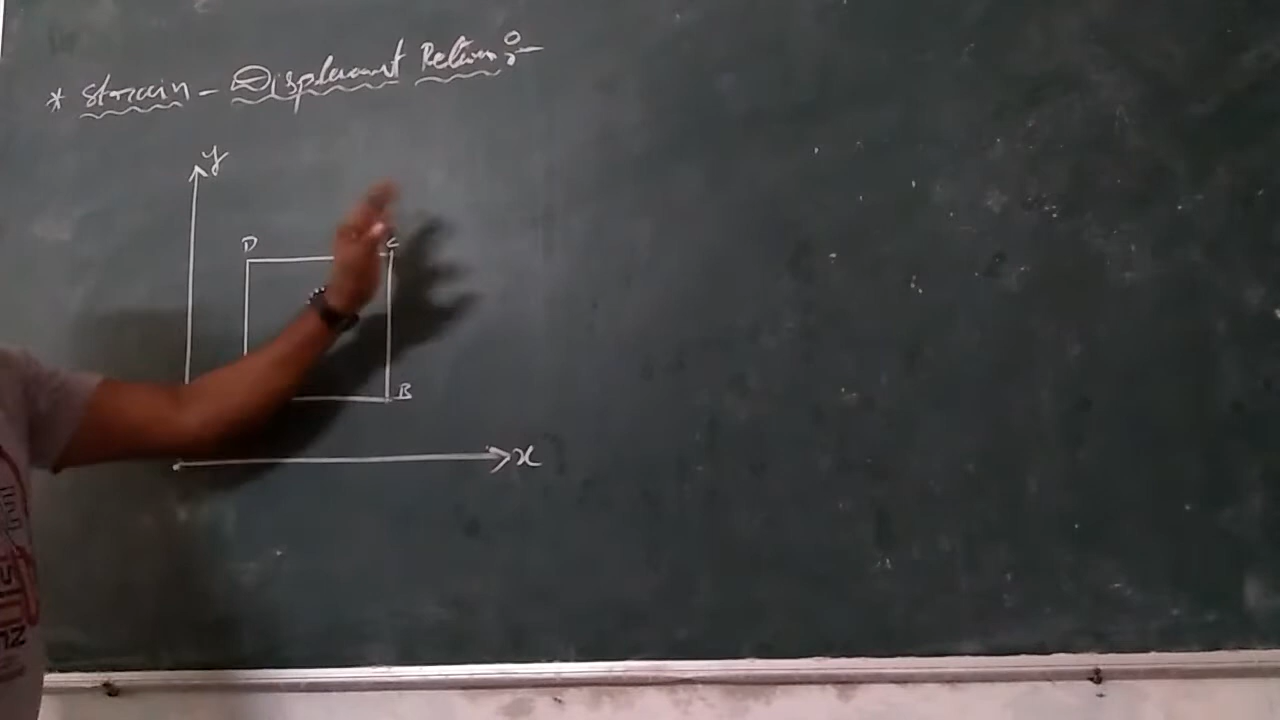 * Strain - Displacement Relation:-
y
D C
B
x